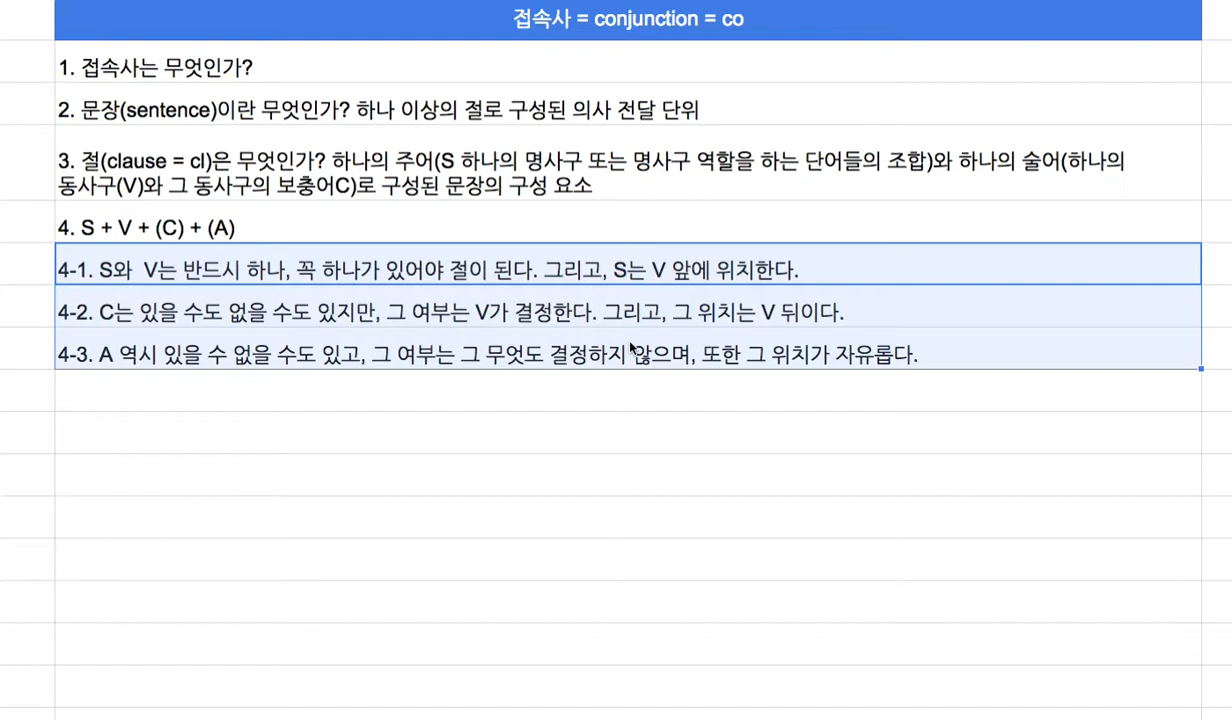 접속사 = conjunction = co
1. 접속사는 무엇인가?
2. 문장(sentence)이란 무엇인가? 하나 이상의 절로 구성된 의사 전달 단위
3. 절(clause = cl)은 무엇인가? 하나의 주어(S 하나의 명사구 또는 명사구 역할을 하는 단어들의 조합)와 하나의 술어(하나의
동사구(V)와 그 동사구의 보충어C)로 구성된 문장의 구성 요소
4. S + V + (C) + (A)
4-1. S와  V는 반드시 하나, 꼭 하나가 있어야 절이 된다. 그리고, S는 V 앞에 위치한다.
4-2. C는 있을 수도 없을 수도 있지만, 그 여부는 V가 결정한다. 그리고, 그 위치는 V 뒤이다.
4-3. A 역시 있을 수 없을 수도 있고, 그 여부는 그 무엇도 결정하지 않으며, 또한 그 위치가 자유롭다.